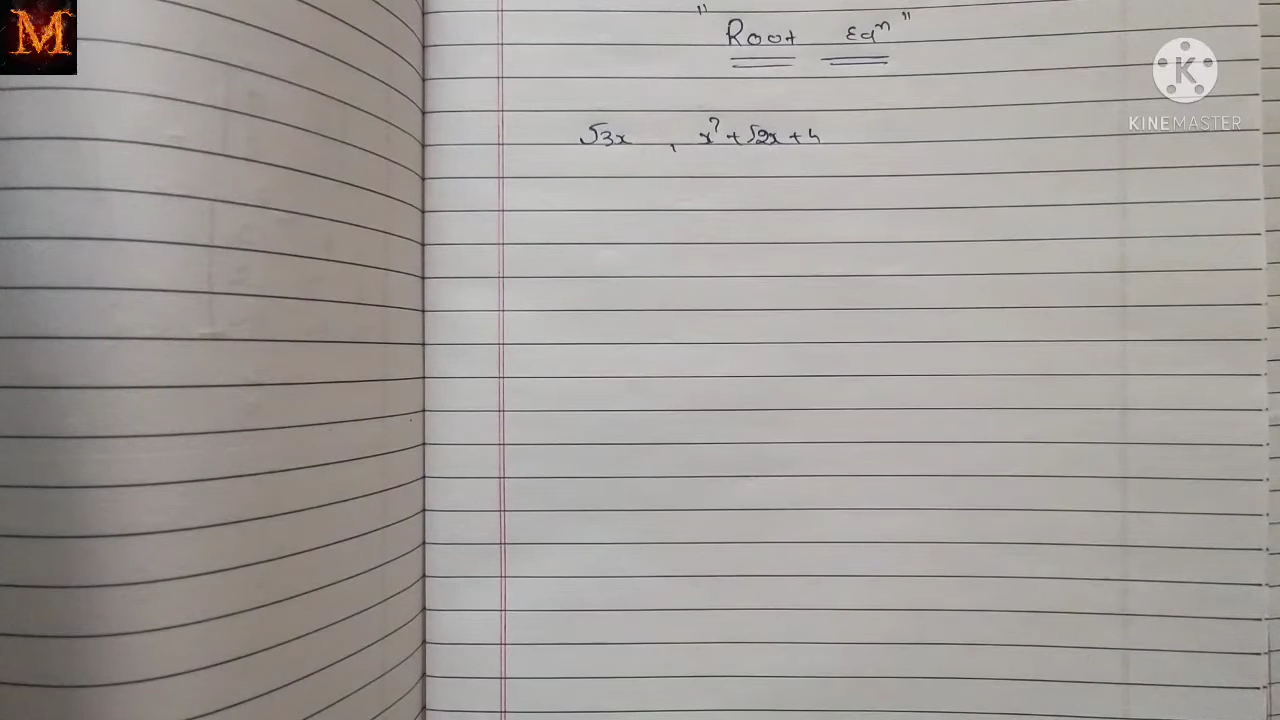 M
" Root Eqⁿ "
K
KINEMASTER
√3x , x² + √2x + 4